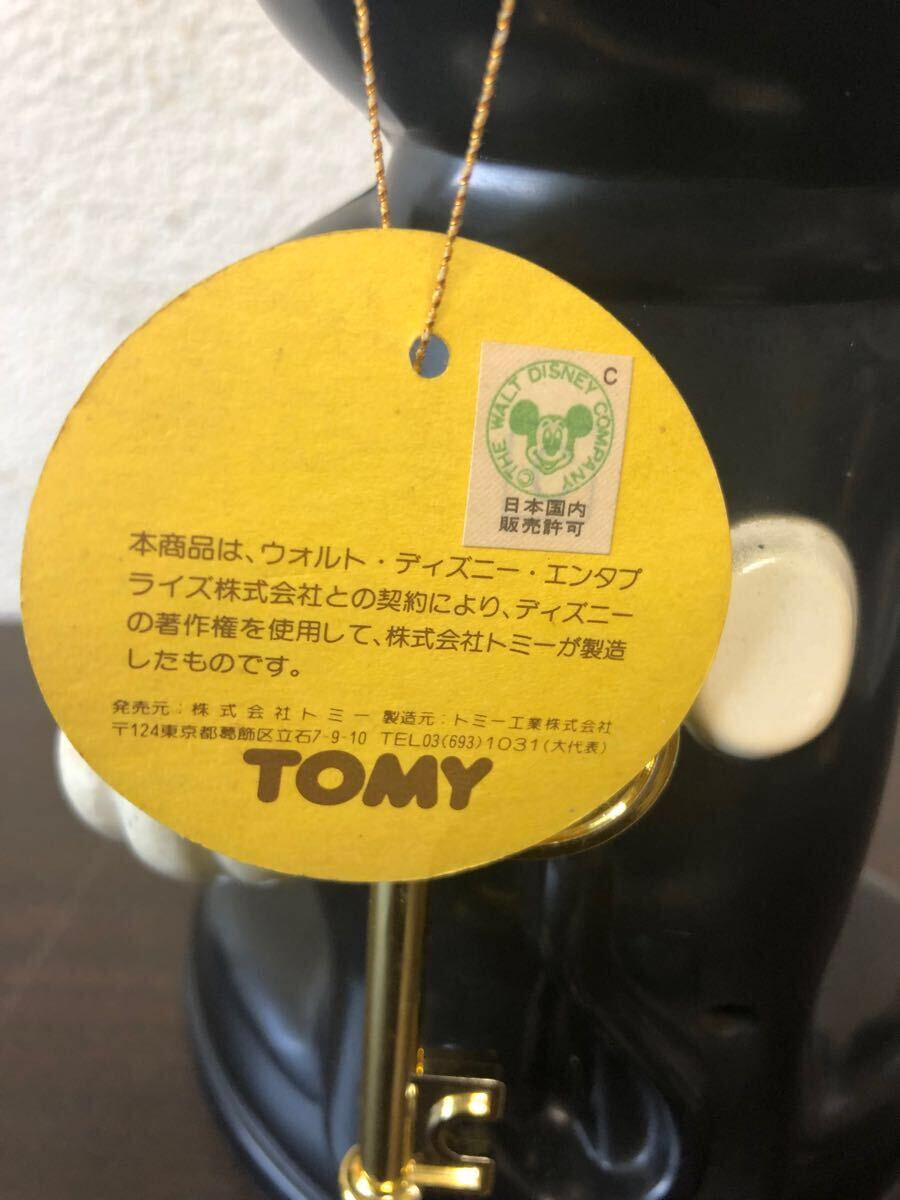 C
©THE WALT DISNEY COMPANY
日本国内
販売許可
本商品は、ウォルト・ディズニー・エンタプ
ライズ株式会社との契約により、ディズニー
の著作権を使用して、株式会社トミーが製造
したものです。
発売元：株式会社トミー 製造元：トミー工業株式会社
〒124東京都葛飾区立石7-9-10 TEL03(693)1031(大代表)
TOMY